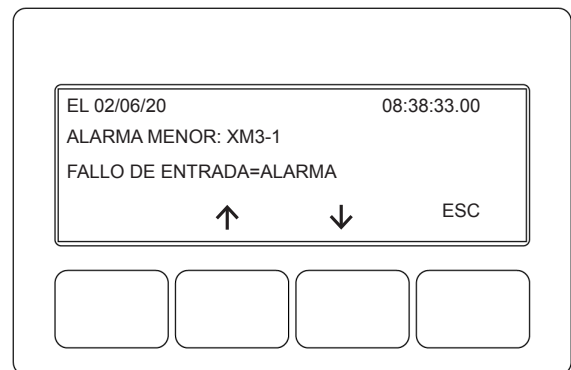 EL 02/06/20 08:38:33.00
ALARMA MENOR: XM3-1
FALLO DE ENTRADA=ALARMA
↑ ↓ ESC